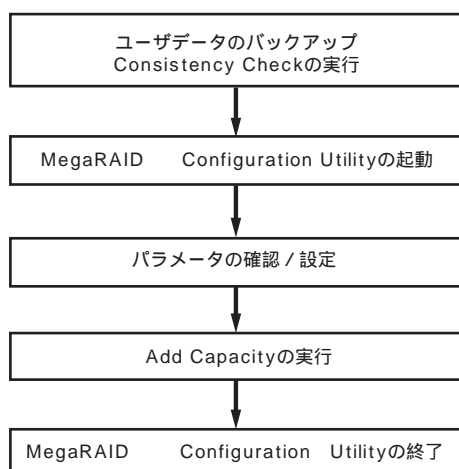 ユーザデータのバックアップ
Consistency Checkの実行
MegaRAID Configuration Utilityの起動
パラメータの確認 / 設定
Add Capacityの実行
MegaRAID Configuration Utilityの終了